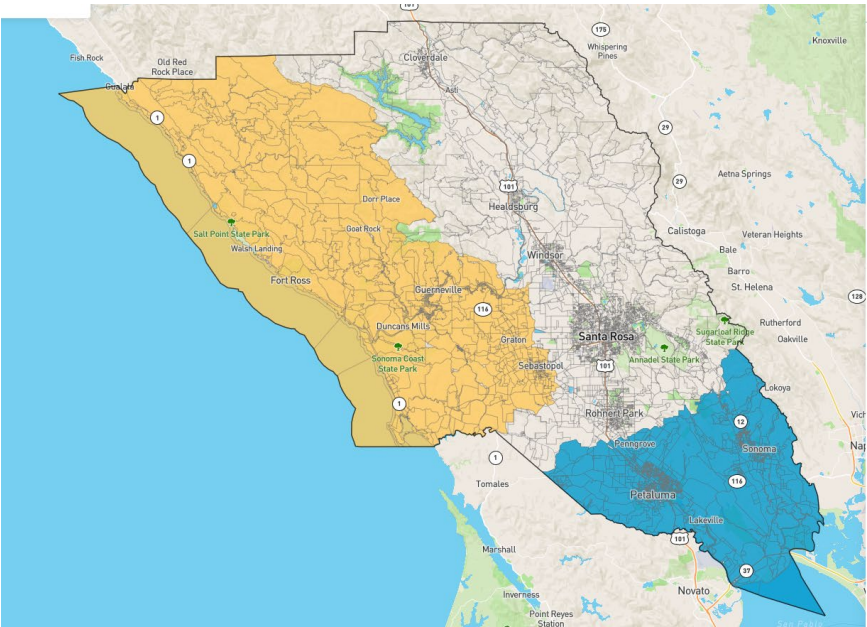 101
175
Whispering
Pines
Knoxville
Fish Rock
Old Red
Rock Place
Cloverdale
Gualala
Asti
1
29
1
Aetna Springs
101
29
Dorr Place
Healdsburg
Salt Point State Park
Goat Rock
Calistoga
Veteran Heights
Walsh Landing
Bale
Windsor
Barro
Fort Ross
Guerneville
St. Helena
128
116
Duncans Mills
Sugarloaf Ridge
State Park
Rutherford
Graton
Santa Rosa
Oakville
Sonoma Coast
State Park
Annadel State Park
Sebastopol
101
Lokoya
1
Rohnert Park
12
Penngrove
Sonoma
1
Tomales
116
Petaluma
Lakeville
101
Marshall
37
Novato
Inverness
Point Reyes
Station
San Pablo